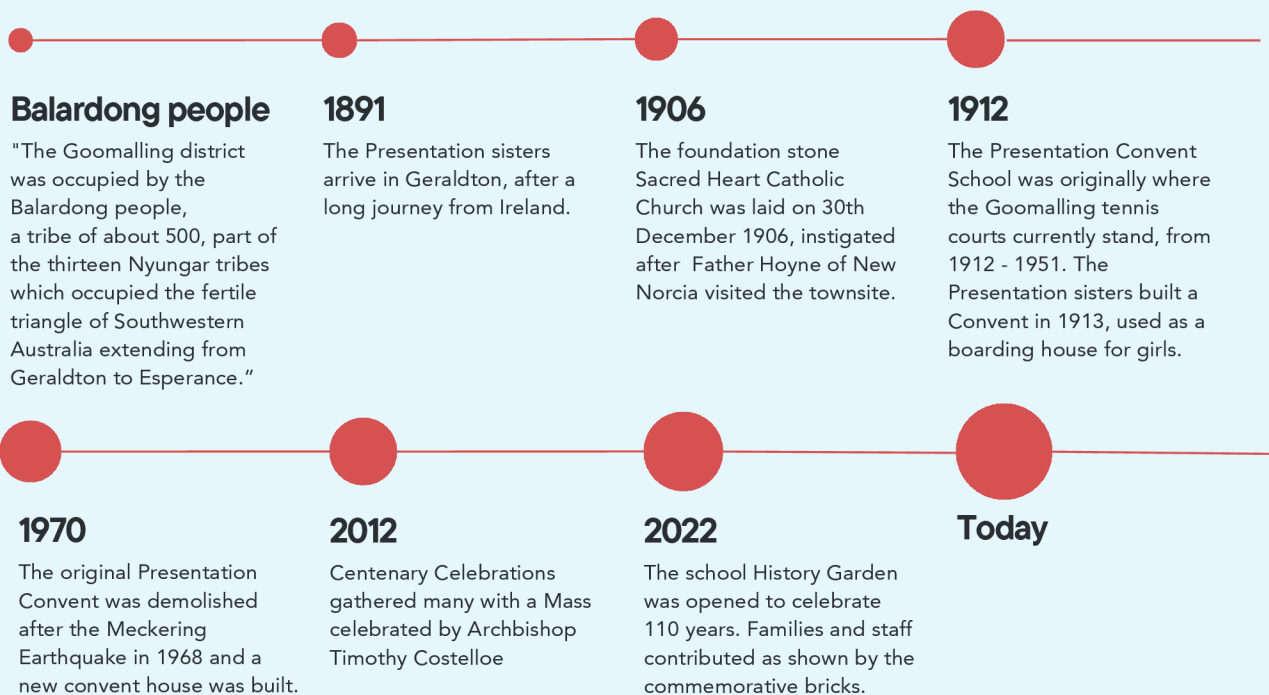 Balardong people
"The Goomalling district
was occupied by the
Balardong people,
a tribe of about 500, part of
the thirteen Nyungar tribes
which occupied the fertile
triangle of Southwestern
Australia extending from
Geraldton to Esperance.”
1891
The Presentation sisters
arrive in Geraldton, after a
long journey from Ireland.
1906
The foundation stone
Sacred Heart Catholic
Church was laid on 30th
December 1906, instigated
after  Father Hoyne of New
Norcia visited the townsite.
1912
The Presentation Convent
School was originally where
the Goomalling tennis
courts currently stand, from
1912 - 1951. The
Presentation sisters built a
Convent in 1913, used as a
boarding house for girls.
1970
The original Presentation
Convent was demolished
after the Meckering
Earthquake in 1968 and a
new convent house was built.
2012
Centenary Celebrations
gathered many with a Mass
celebrated by Archbishop
Timothy Costelloe
2022
The school History Garden
was opened to celebrate
110 years. Families and staff
contributed as shown by the
commemorative bricks.
Today